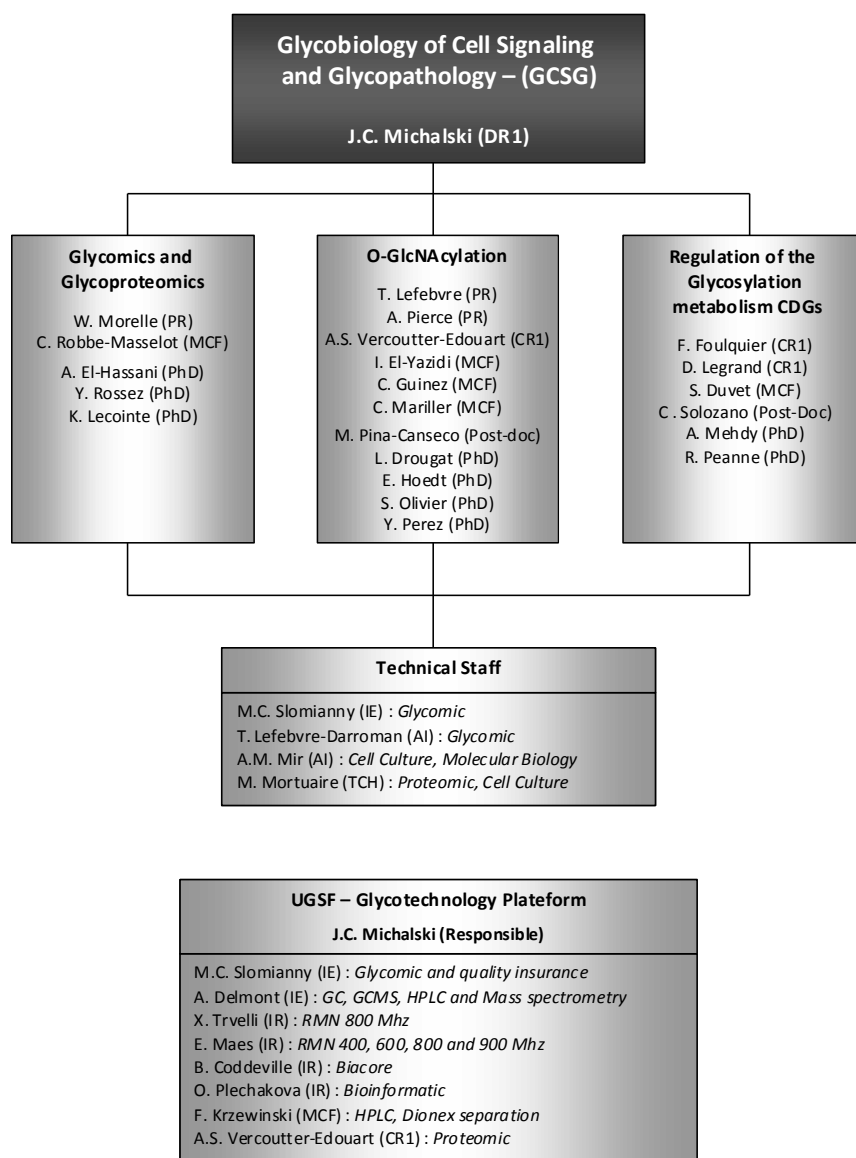 Glycobiology of Cell Signaling
and Glycopathology – (GCSG)
J.C. Michalski (DR1)
Glycomics and
Glycoproteomics
W. Morelle (PR)
C. Robbe-Masselot (MCF)
A. El-Hassani (PhD)
Y. Rossez (PhD)
K. Lecointe (PhD)
O-GlcNAcylation
T. Lefebvre (PR)
A. Pierce (PR)
A.S. Vercoutter-Edouart (CR1)
I. El-Yazidi (MCF)
C. Guinez (MCF)
C. Mariller (MCF)
M. Pina-Canseco (Post-doc)
L. Drougat (PhD)
E. Hoedt (PhD)
S. Olivier (PhD)
Y. Perez (PhD)
Regulation of the
Glycosylation
metabolism CDGs
F. Foulquier (CR1)
D. Legrand (CR1)
S. Duvet (MCF)
C . Solozano (Post-Doc)
A. Mehdy (PhD)
R. Peanne (PhD)
Technical Staff
M.C. Slomianny (IE) : Glycomic
T. Lefebvre-Darroman (AI) : Glycomic
A.M. Mir (AI) : Cell Culture, Molecular Biology
M. Mortuaire (TCH) : Proteomic, Cell Culture
UGSF – Glycotechnology Plateform
J.C. Michalski (Responsible)
M.C. Slomianny (IE) : Glycomic and quality insurance
A. Delmont (IE) : GC, GCMS, HPLC and Mass spectrometry
X. Trvelli (IR) : RMN 800 Mhz
E. Maes (IR) : RMN 400, 600, 800 and 900 Mhz
B. Coddeville (IR) : Biacore
O. Plechakova (IR) : Bioinformatic
F. Krzewinski (MCF) : HPLC, Dionex separation
A.S. Vercoutter-Edouart (CR1) : Proteomic